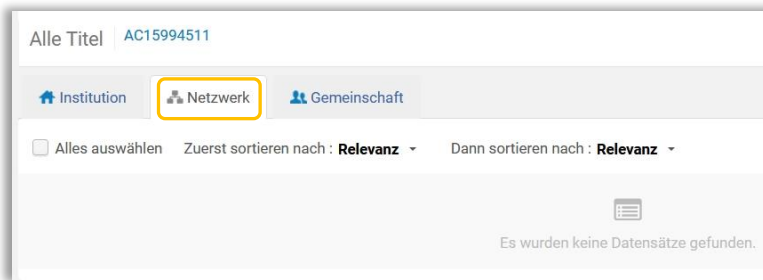 Alle Titel AC15994511
Institution Netzwerk Gemeinschaft
Alles auswählen Zuerst sortieren nach : Relevanz Dann sortieren nach : Relevanz
Es wurden keine Datensätze gefunden.